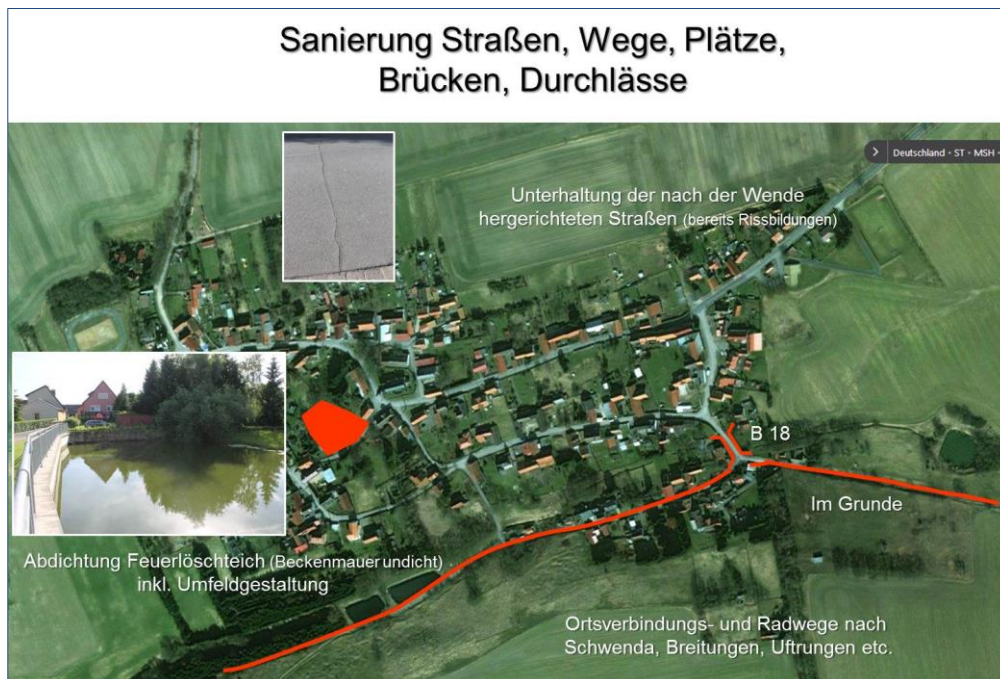 Sanierung Straßen, Wege, Plätze,
Brücken, Durchlässe
Deutschland • ST • MSH •
Unterhaltung der nach der Wende
hergerichteten Straßen (bereits Rissbildungen)
B 18
Im Grunde
Abdichtung Feuerlöschteich (Beckenmauer undicht)
inkl. Umfeldgestaltung
Ortsverbindungs- und Radwege nach
Schwenda, Breitungen, Uftrungen etc.